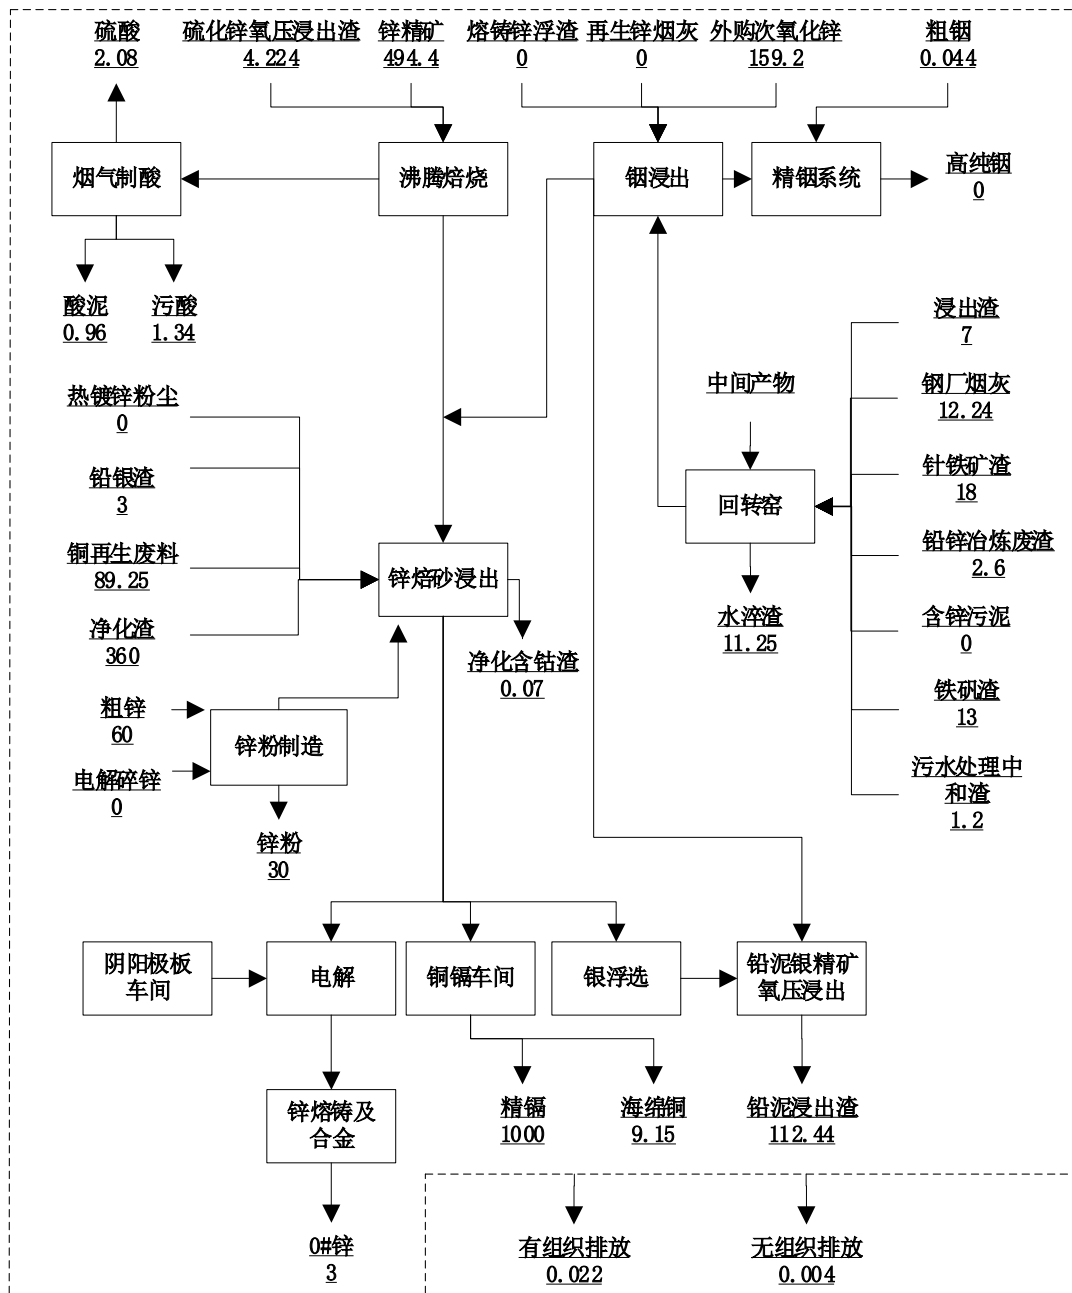 硫酸
2.08
硫化锌氧压浸出渣
4.224
锌精矿
494.4
熔铸锌浮渣
0
再生锌烟灰
0
外购次氧化锌
159.2
粗铟
0.044
烟气制酸
沸腾焙烧
铟浸出
精铟系统
高纯铟
0
酸泥
0.96
污酸
1.34
浸出渣
7
热镀锌粉尘
0
中间产物
钢厂烟灰
12.24
铅银渣
3
针铁矿渣
18
回转窑
铜再生废料
89.25
锌焙砂浸出
铅锌冶炼废渣
2.6
净化渣
360
净化含钴渣
0.07
水淬渣
11.25
含锌污泥
0
粗锌
60
锌粉制造
铁矾渣
13
电解碎锌
0
污水处理中
和渣
1.2
锌粉
30
阴阳极板
车间
电解
铜镉车间
银浮选
铅泥银精矿
氧压浸出
锌熔铸及
合金
精镉
1000
海绵铜
9.15
铅泥浸出渣
112.44
0#锌
3
有组织排放
0.022
无组织排放
0.004